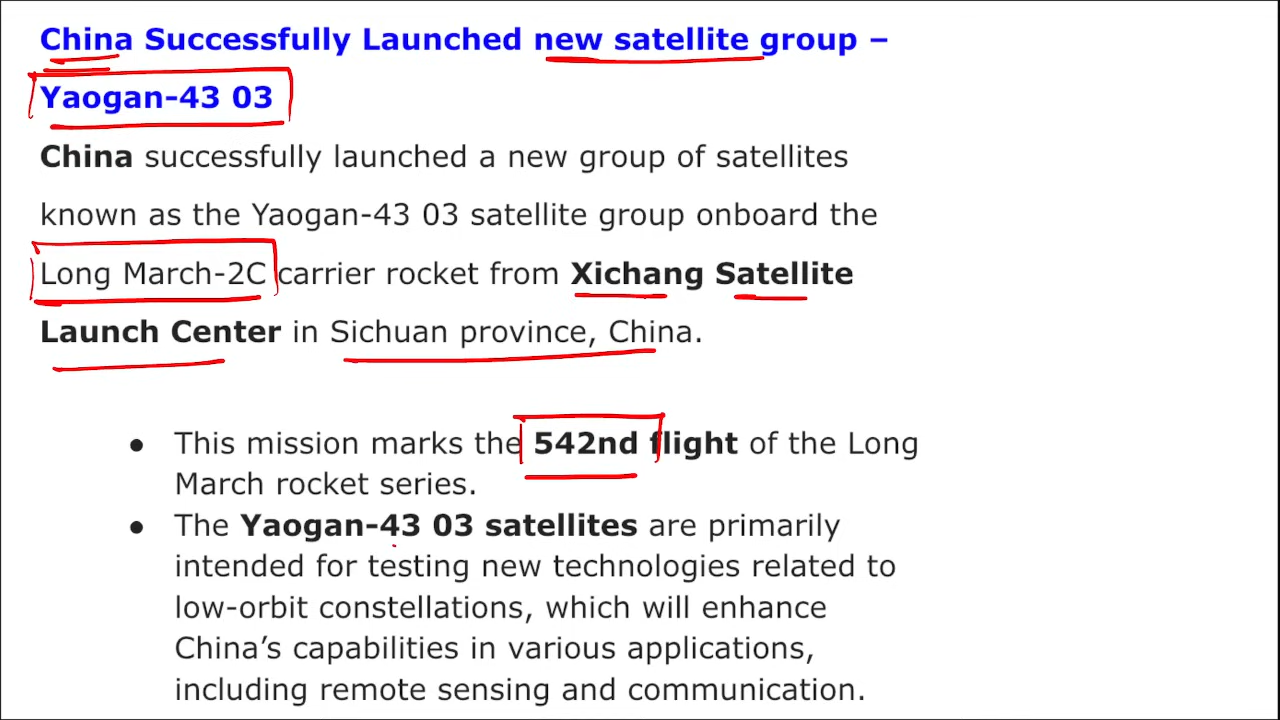 China Successfully Launched new satellite group –
Yaogan-43 03
China successfully launched a new group of satellites
known as the Yaogan-43 03 satellite group onboard the
Long March-2C carrier rocket from Xichang Satellite
Launch Center in Sichuan province, China.
● This mission marks the 542nd flight of the Long
March rocket series.
● The Yaogan-43 03 satellites are primarily
intended for testing new technologies related to
low-orbit constellations, which will enhance
China’s capabilities in various applications,
including remote sensing and communication.